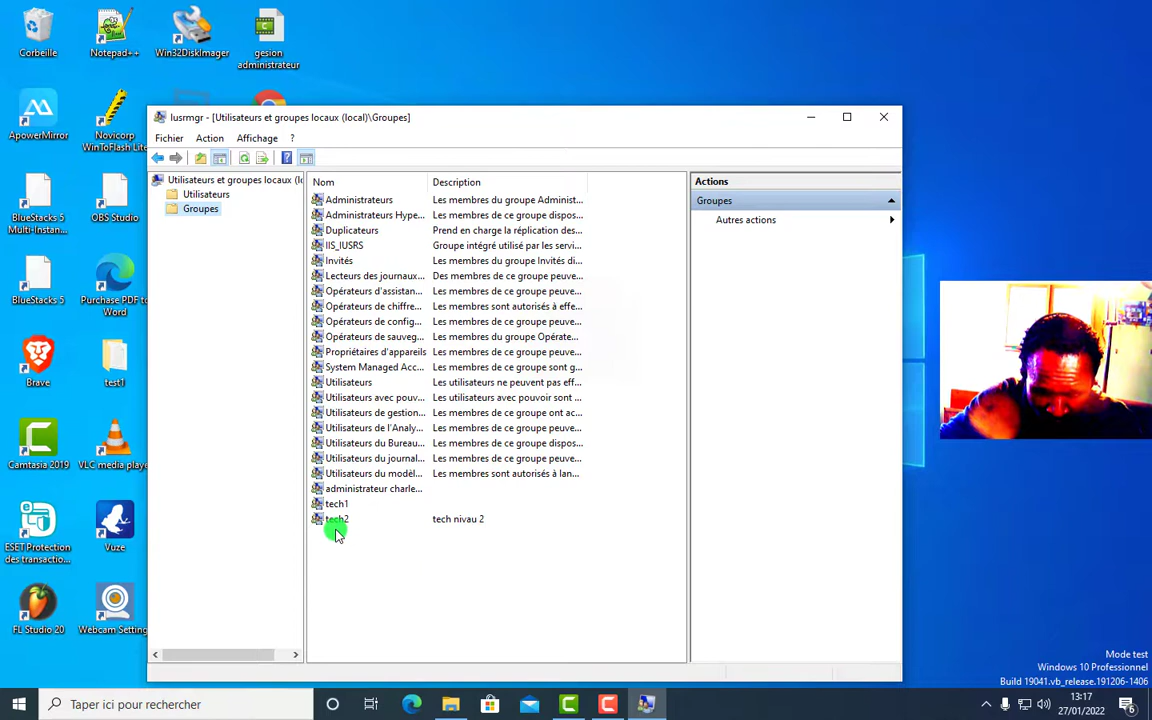 Corbeille
Notepad++
Win32DiskImager
gesion
administrateur
ApowerMirror
Novicorp
WinToFlash Lite
BlueStacks 5
Multi-Instan...
OBS Studio
BlueStacks 5
Purchase PDF to
Word
Brave
test1
Camtasia 2019
VLC media playe
ESET Protection
des transactio...
Vuze
FL Studio 20
Webcam Setting
lusrmgr - [Utilisateurs et groupes locaux (local)\Groupes]
Fichier Action Affichage ?
Utilisateurs et groupes locaux (lo
Utilisateurs
Groupes
Nom Description
Administrateurs Les membres du groupe Administ...
Administrateurs Hype... Les membres de ce groupe dispos...
Duplicateurs Prend en charge la réplication des...
IIS_IUSRS Groupe intégré utilisé par les servi...
Invités Les membres du groupe Invités di...
Lecteurs des journaux... Des membres de ce groupe peuve...
Opérateurs d'assistan... Les membres de ce groupe peuve...
Opérateurs de chiffre... Les membres sont autorisés à effe...
Opérateurs de config... Les membres de ce groupe peuve...
Opérateurs de sauveg... Les membres du groupe Opérate...
Propriétaires d'appareils Les membres de ce groupe peuve...
System Managed Acc... Les membres de ce groupe sont g...
Utilisateurs Les utilisateurs ne peuvent pas eff...
Utilisateurs avec pouv... Les utilisateurs avec pouvoir sont ...
Utilisateurs de gestion... Les membres de ce groupe ont ac...
Utilisateurs de l'Analy... Les membres de ce groupe peuve...
Utilisateurs du Bureau... Les membres de ce groupe dispos...
Utilisateurs du journal... Les membres de ce groupe peuve...
Utilisateurs du modèl... Les membres sont autorisés à lan...
administrateur charle...
tech1
tech2 tech nivau 2
Actions
Groupes
Autres actions
Mode test
Windows 10 Professionnel
Build 19041.vb_release.191206-1406
Taper ici pour rechercher
13:17
27/01/2022
6